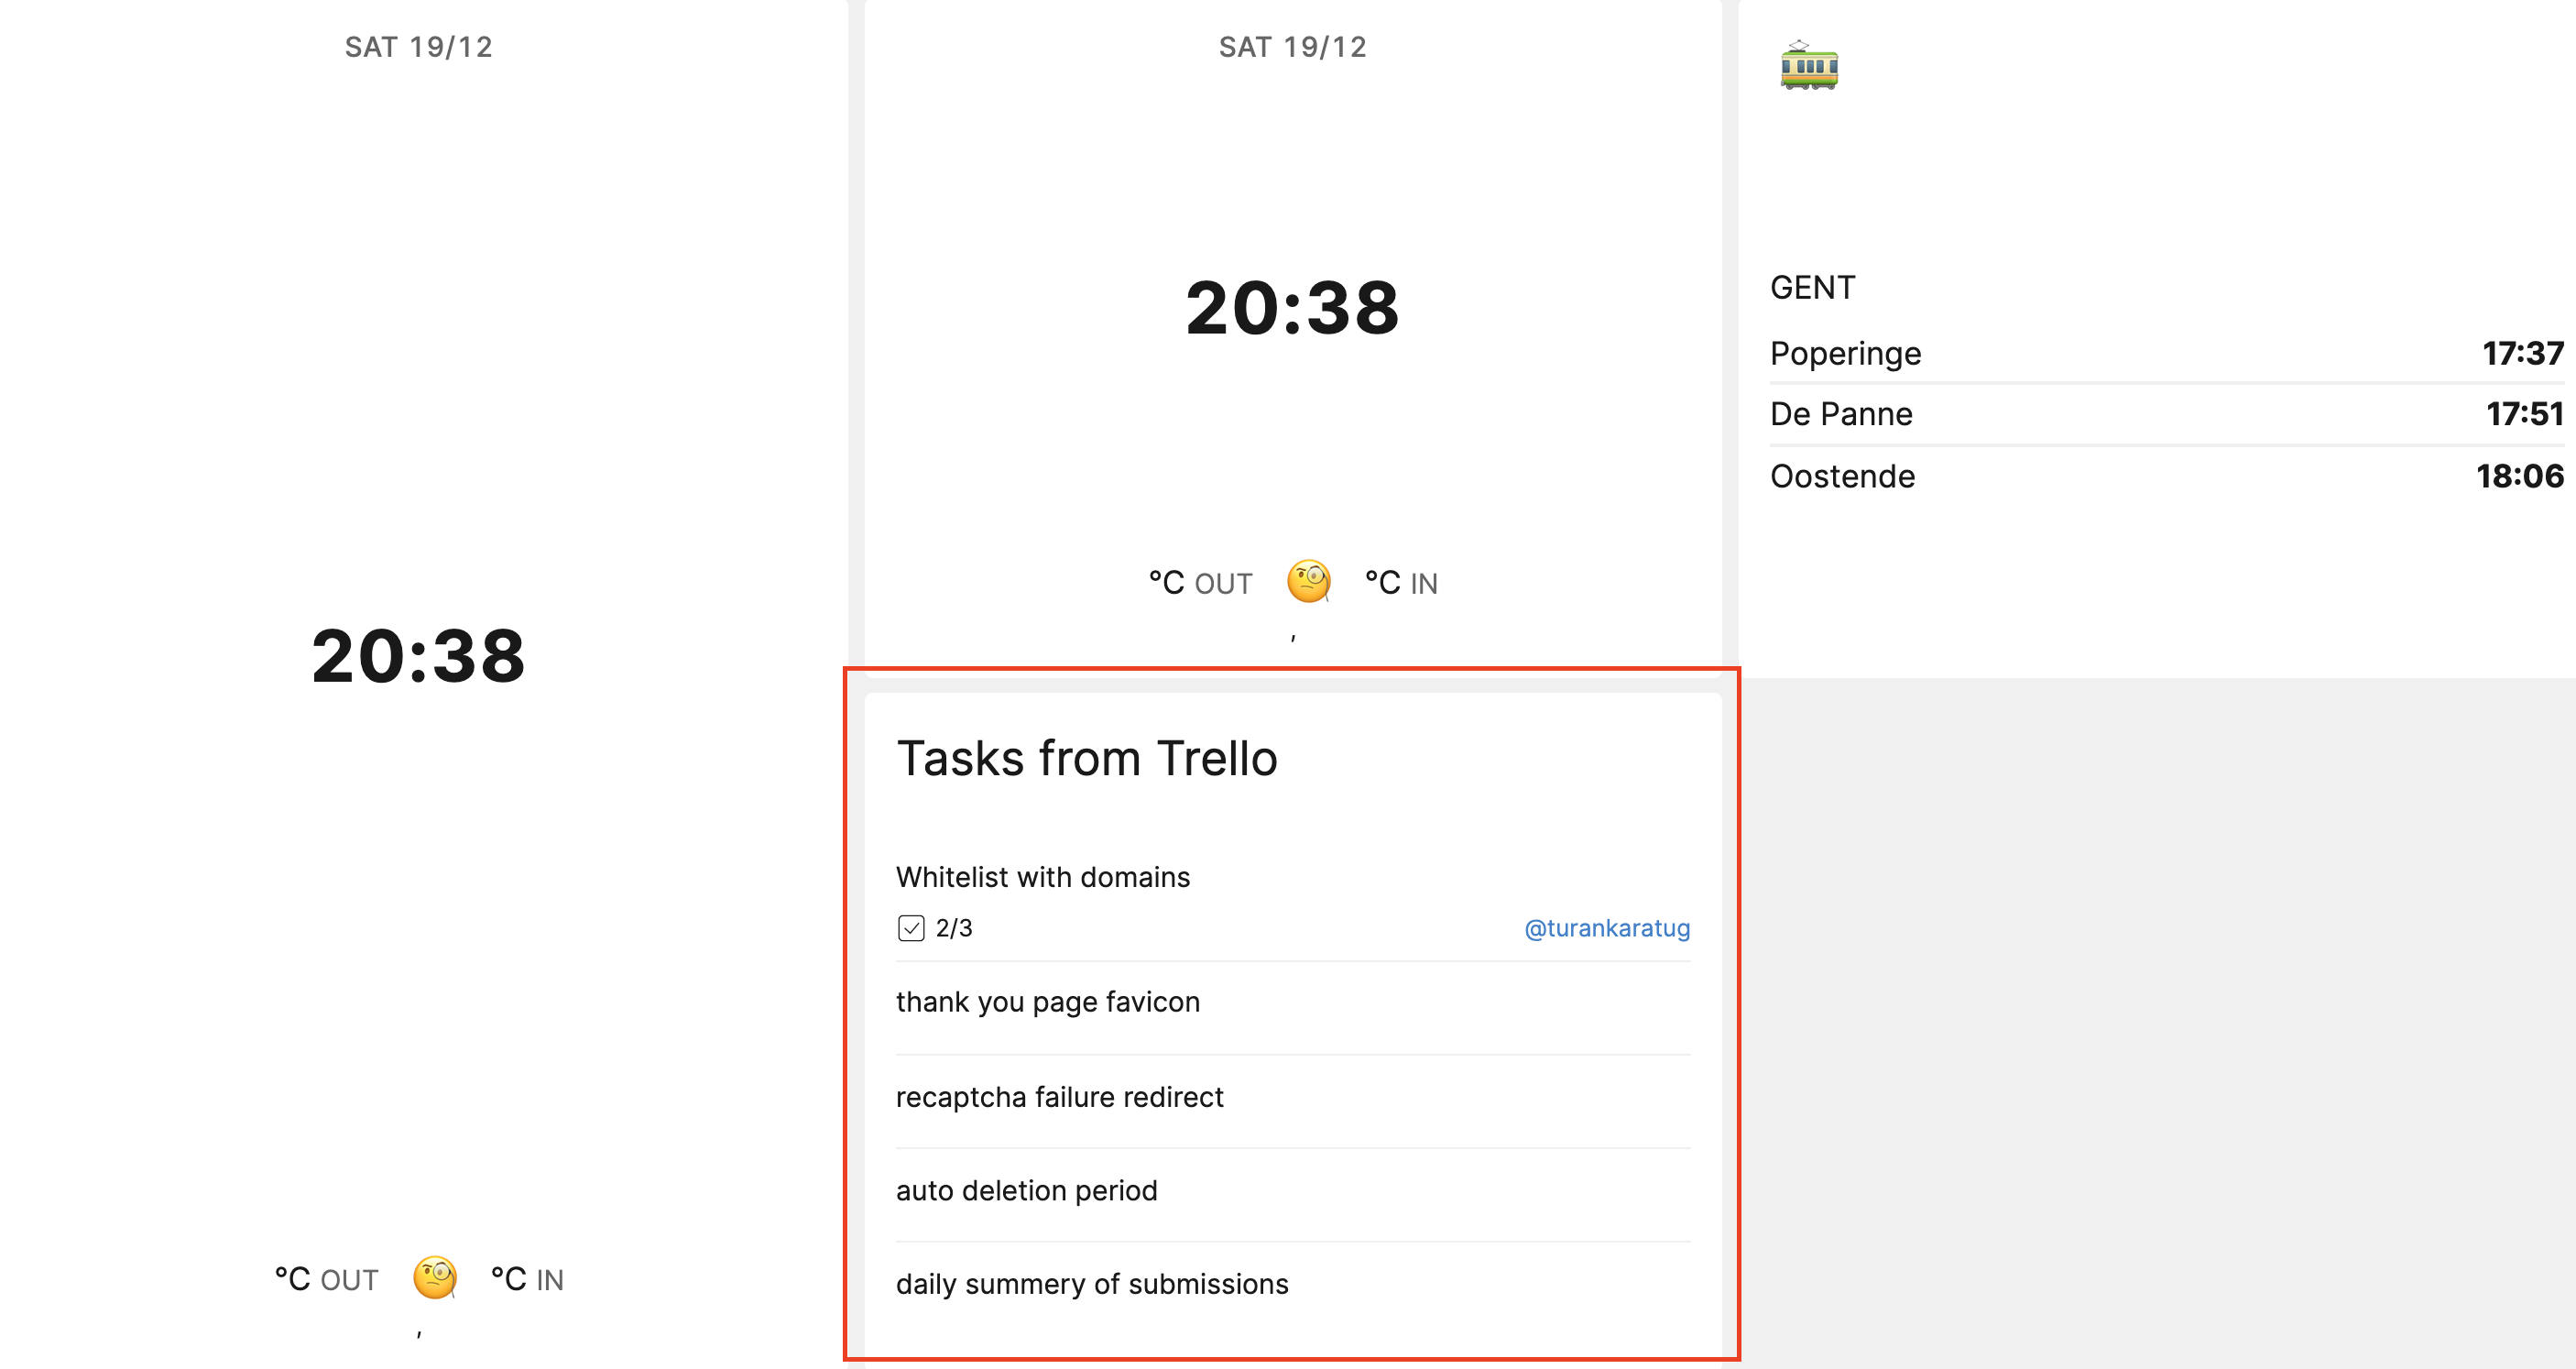 SAT 19/12
20:38
°C OUT 🧐 °C IN
,
SAT 19/12
20:38
°C OUT 🧐 °C IN
,
Tasks from Trello
Whitelist with domains
2/3 @turankaratug
thank you page favicon
recaptcha failure redirect
auto deletion period
daily summery of submissions
GENT
Poperinge 17:37
De Panne 17:51
Oostende 18:06